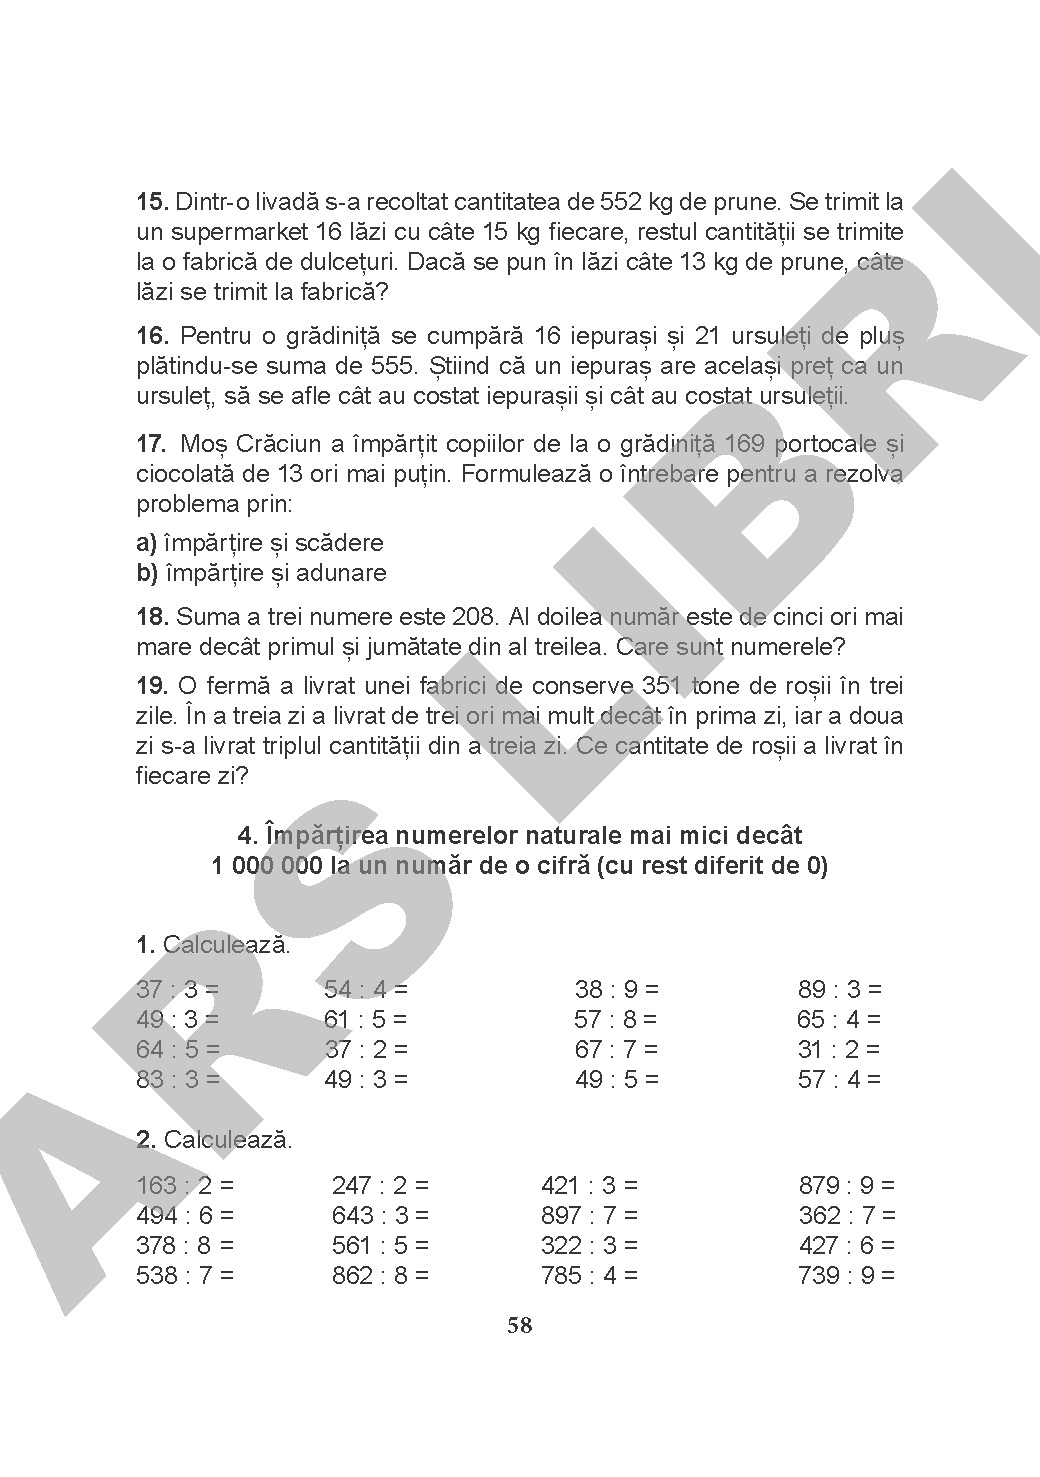 15. Dintr-o livadă s-a recoltat cantitatea de 552 kg de prune. Se trimit la
un supermarket 16 lăzi cu câte 15 kg fiecare, restul cantității se trimite
la o fabrică de dulcețuri. Dacă se pun în lăzi câte 13 kg de prune, câte
lăzi se trimit la fabrică?
16. Pentru o grădiniță se cumpără 16 iepurași și 21 ursuleți de pluș
plătindu-se suma de 555. Știind că un iepuraș are același preț ca un
ursuleț, să se afle cât au costat iepurașii și cât au costat ursuleții.
17. Moș Crăciun a împărțit copiilor de la o grădiniță 169 portocale și
ciocolată de 13 ori mai puțin. Formulează o întrebare pentru a rezolva
problema prin:
a) împărțire și scădere
b) împărțire și adunare
18. Suma a trei numere este 208. Al doilea număr este de cinci ori mai
mare decât primul și jumătate din al treilea. Care sunt numerele?
19. O fermă a livrat unei fabrici de conserve 351 tone de roșii în trei
zile. În a treia zi a livrat de trei ori mai mult decât în prima zi, iar a doua
zi s-a livrat triplul cantității din a treia zi. Ce cantitate de roșii a livrat în
fiecare zi?
4. Împărțirea numerelor naturale mai mici decât
1 000 000 la un număr de o cifră (cu rest diferit de 0)
1. Calculează.
37 : 3 = 54 : 4 = 38 : 9 = 89 : 3 =
49 : 3 = 61 : 5 = 57 : 8 = 65 : 4 =
64 : 5 = 37 : 2 = 67 : 7 = 31 : 2 =
83 : 3 = 49 : 3 = 49 : 5 = 57 : 4 =
2. Calculează.
163 : 2 = 247 : 2 = 421 : 3 = 879 : 9 =
494 : 6 = 643 : 3 = 897 : 7 = 362 : 7 =
378 : 8 = 561 : 5 = 322 : 3 = 427 : 6 =
538 : 7 = 862 : 8 = 785 : 4 = 739 : 9 =
58
ARS LIBRI